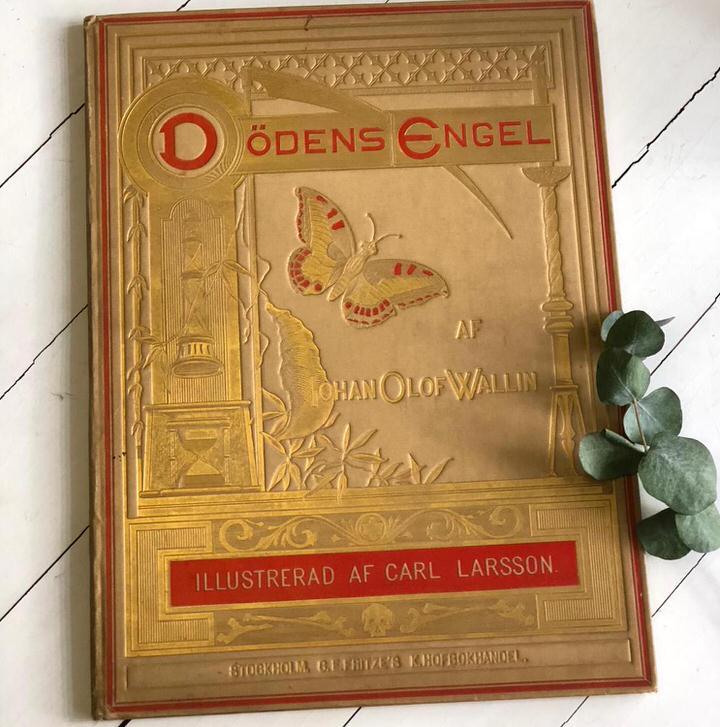 DÖDENS ENGEL
AF
JOHAN OLOF WALLIN
ILLUSTRERAD AF CARL LARSSON.
STOCKHOLM. C.E. FRITZE'S K. HOFBOKHANDEL.